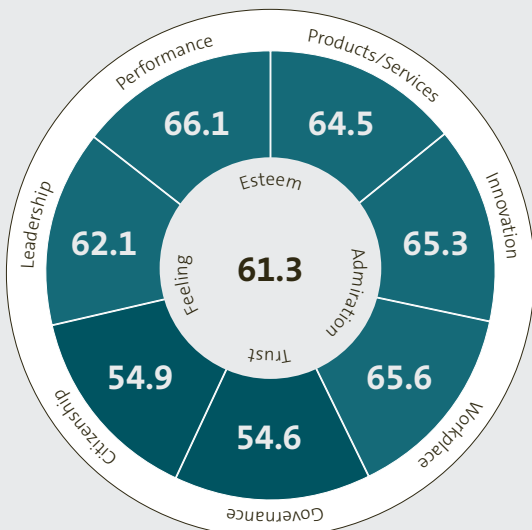 Performance
Products/Services
66.1
64.5
Esteem
Leadership
Innovation
62.1
65.3
Feeling
61.3
Admiration
Trust
54.9
65.6
54.6
Citizenship
Workplace
Governance